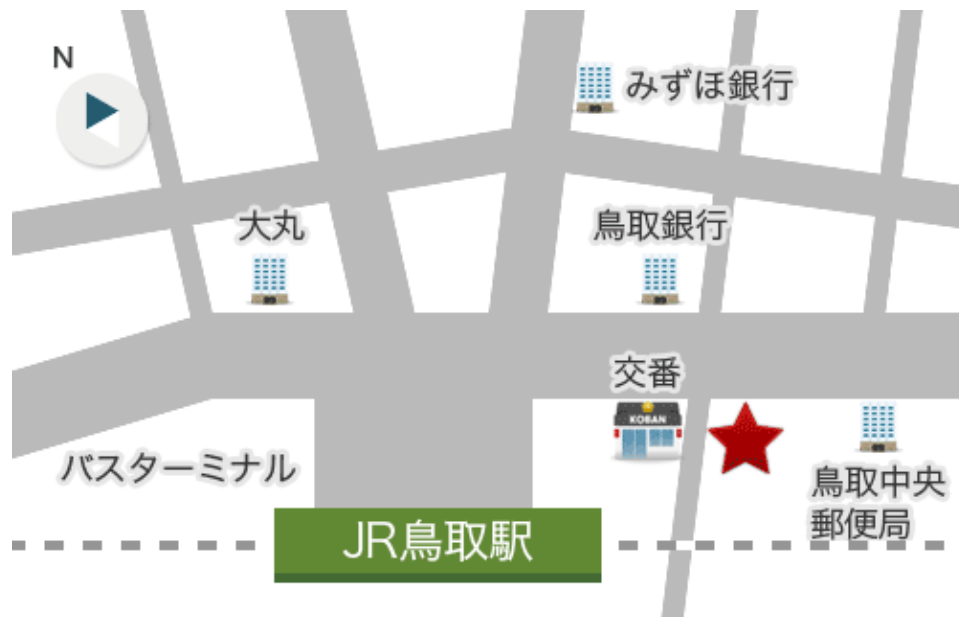 N
みずほ銀行
大丸
鳥取銀行
交番
KOBAN
バスターミナル
鳥取中央
郵便局
JR鳥取駅